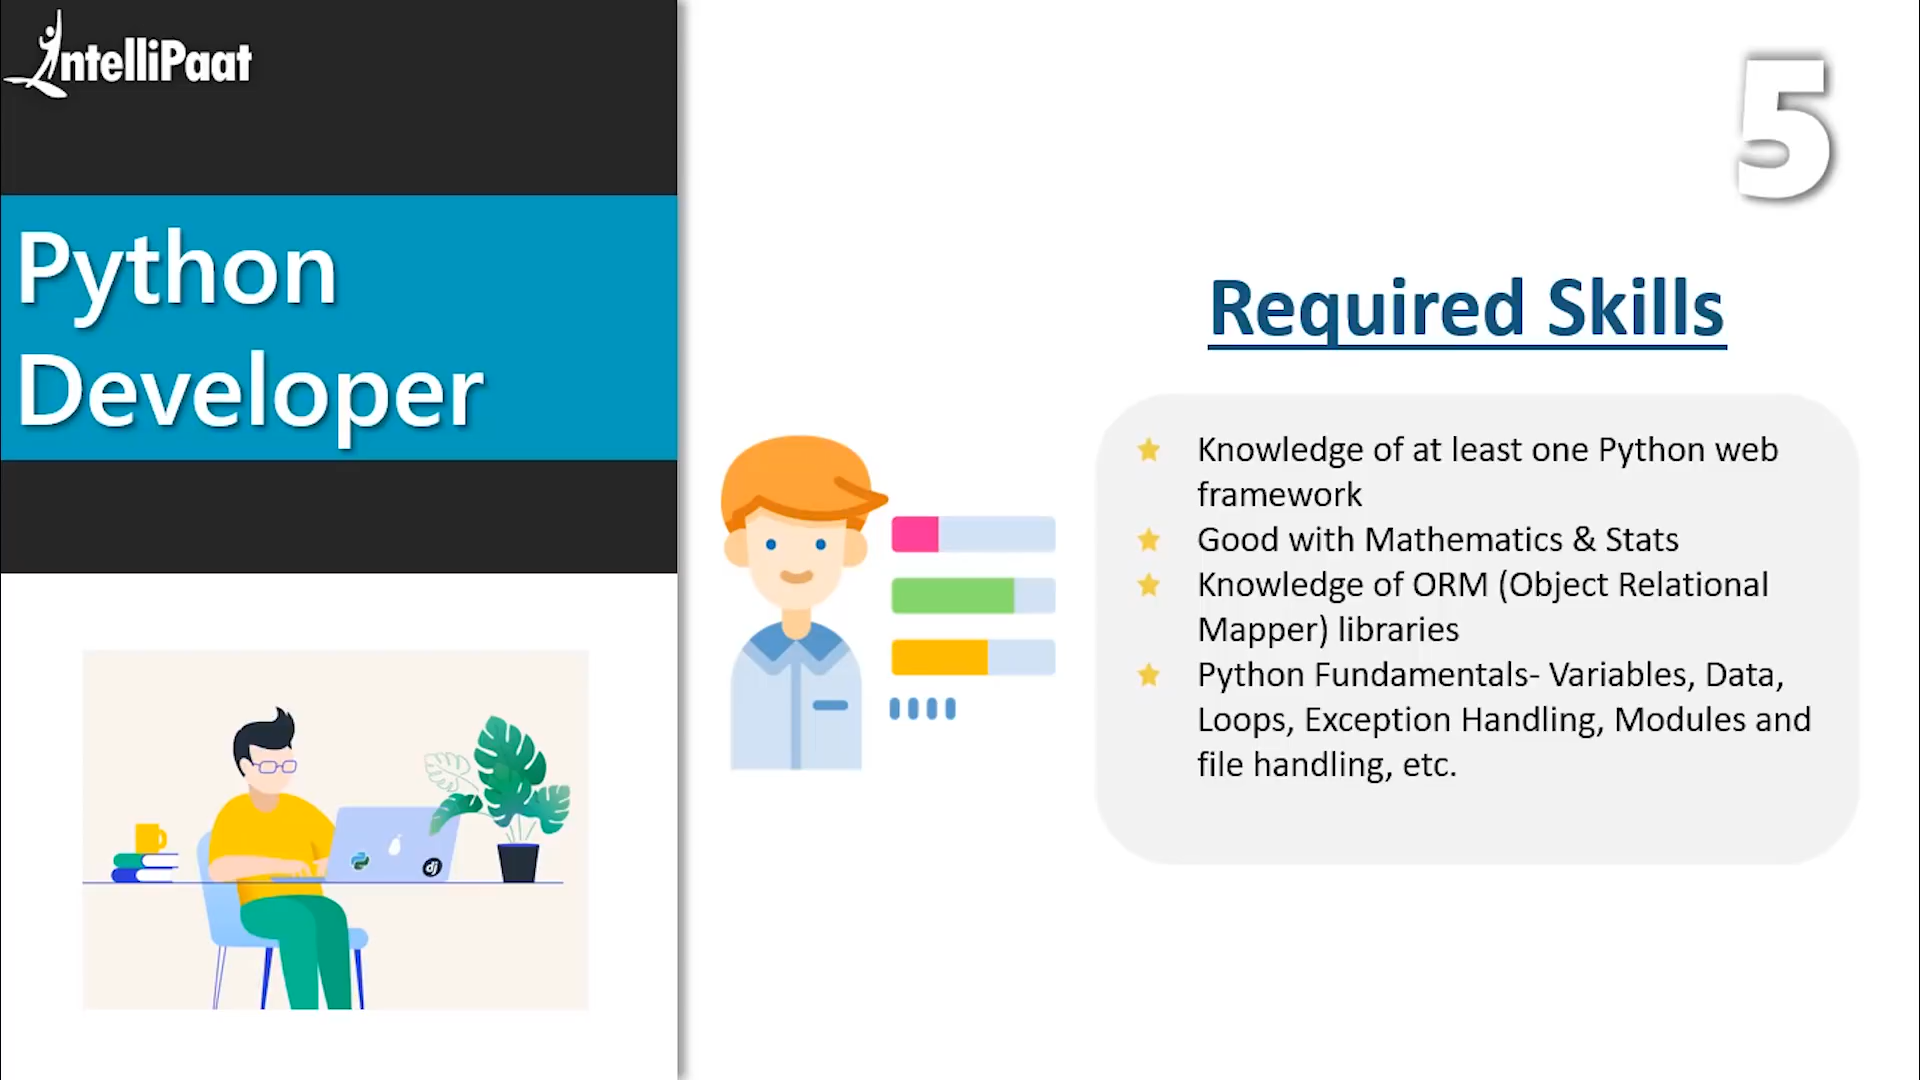 IntelliPaat
5
Python
Developer
Required Skills
Knowledge of at least one Python web
framework
Good with Mathematics & Stats
Knowledge of ORM (Object Relational
Mapper) libraries
Python Fundamentals- Variables, Data,
Loops, Exception Handling, Modules and
file handling, etc.
dj